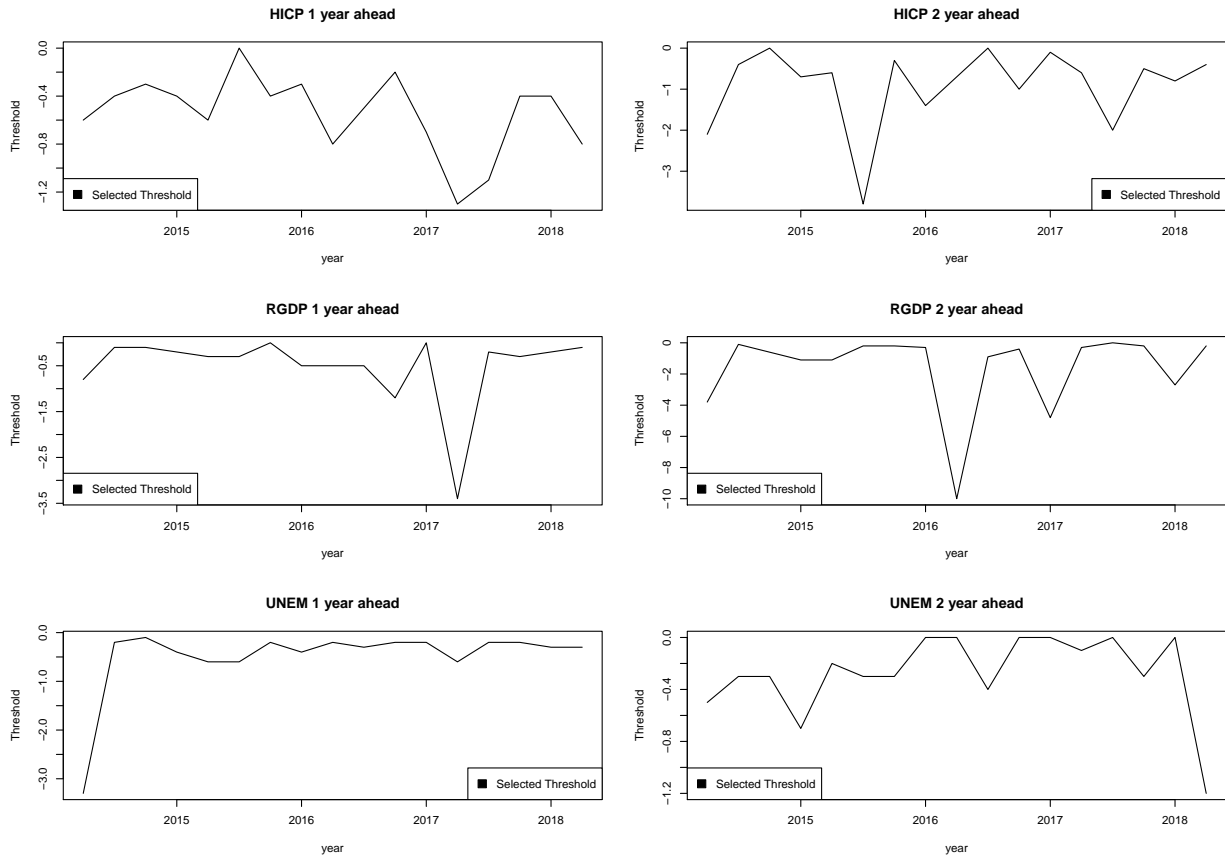 HICP 1 year ahead
Threshold
0.0
−0.4
−0.8
−1.2
Selected Threshold
2015 2016 2017 2018
year
HICP 2 year ahead
Threshold
0
−1
−2
−3
Selected Threshold
2015 2016 2017 2018
year
RGDP 1 year ahead
Threshold
−0.5
−1.5
−2.5
−3.5
Selected Threshold
2015 2016 2017 2018
year
RGDP 2 year ahead
Threshold
0
−2
−4
−6
−8
−10
Selected Threshold
2015 2016 2017 2018
year
UNEM 1 year ahead
Threshold
0.0
−1.0
−2.0
−3.0
Selected Threshold
2015 2016 2017 2018
year
UNEM 2 year ahead
Threshold
0.0
−0.4
−0.8
−1.2
Selected Threshold
2015 2016 2017 2018
year